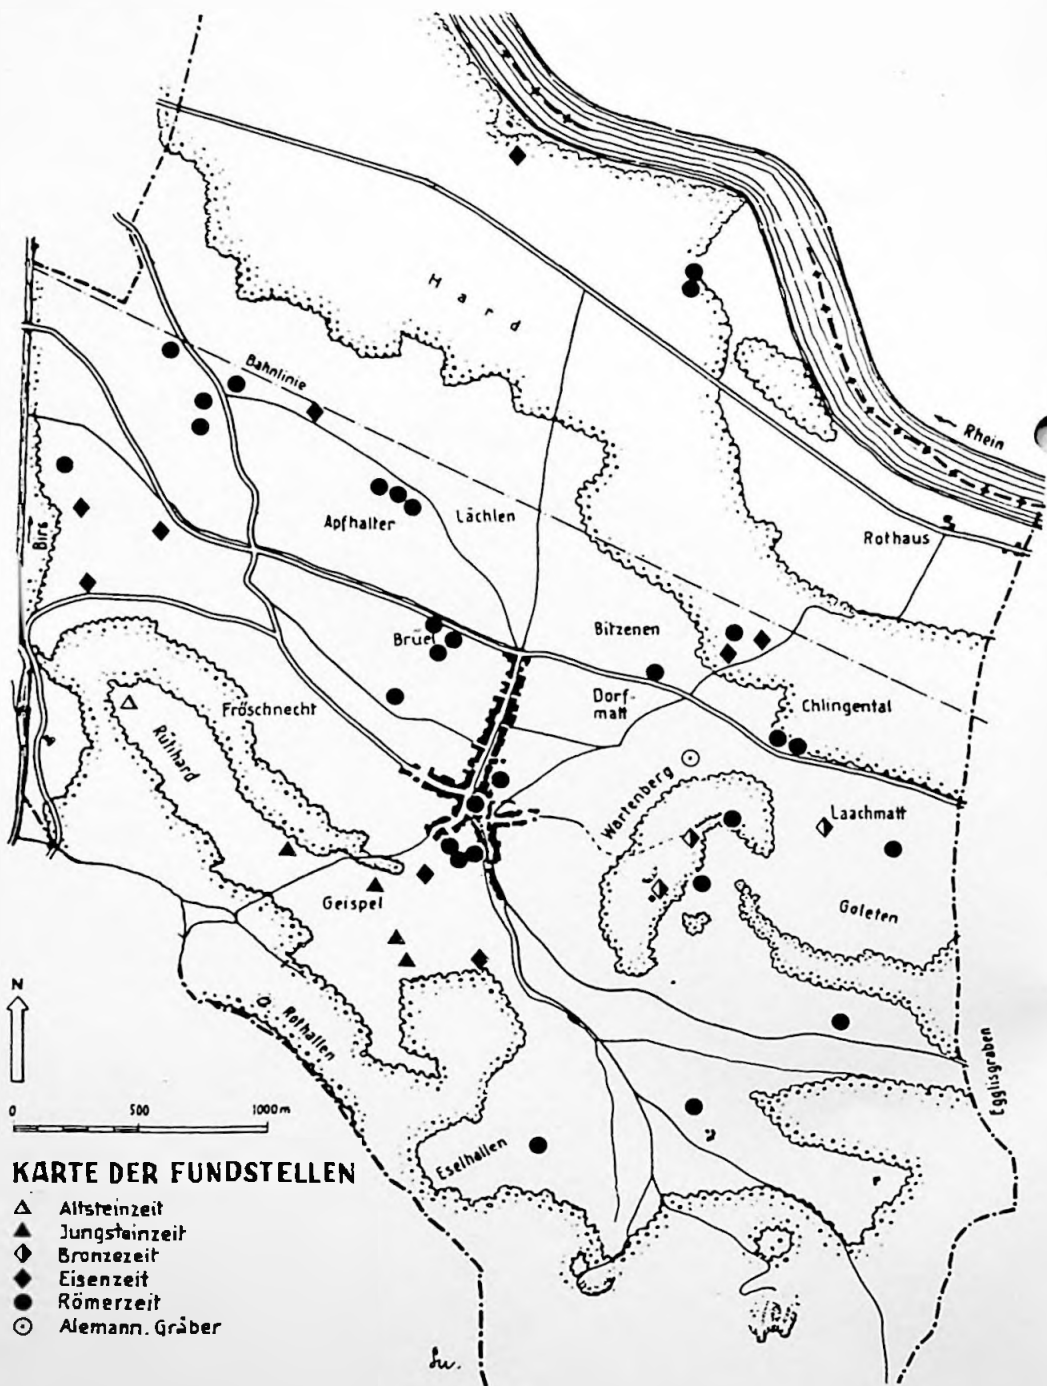 Hard
Bahnlinie
Rhein
Apfhalter
Lächlen
Rothaus
Birs
Brüel
Bitzenen
Fröschnecht
Dorf-
matt
Chlingental
Rütihard
Wartenberg
Laachmatt
Geispel
Goleten
N
Rothallen
Egglisgraben
0 500 1000m
Eselhallen
KARTE DER FUNDSTELLEN
Altsteinzeit
Jungsteinzeit
Bronzezeit
Eisenzeit
Römerzeit
Alemann. Gräber